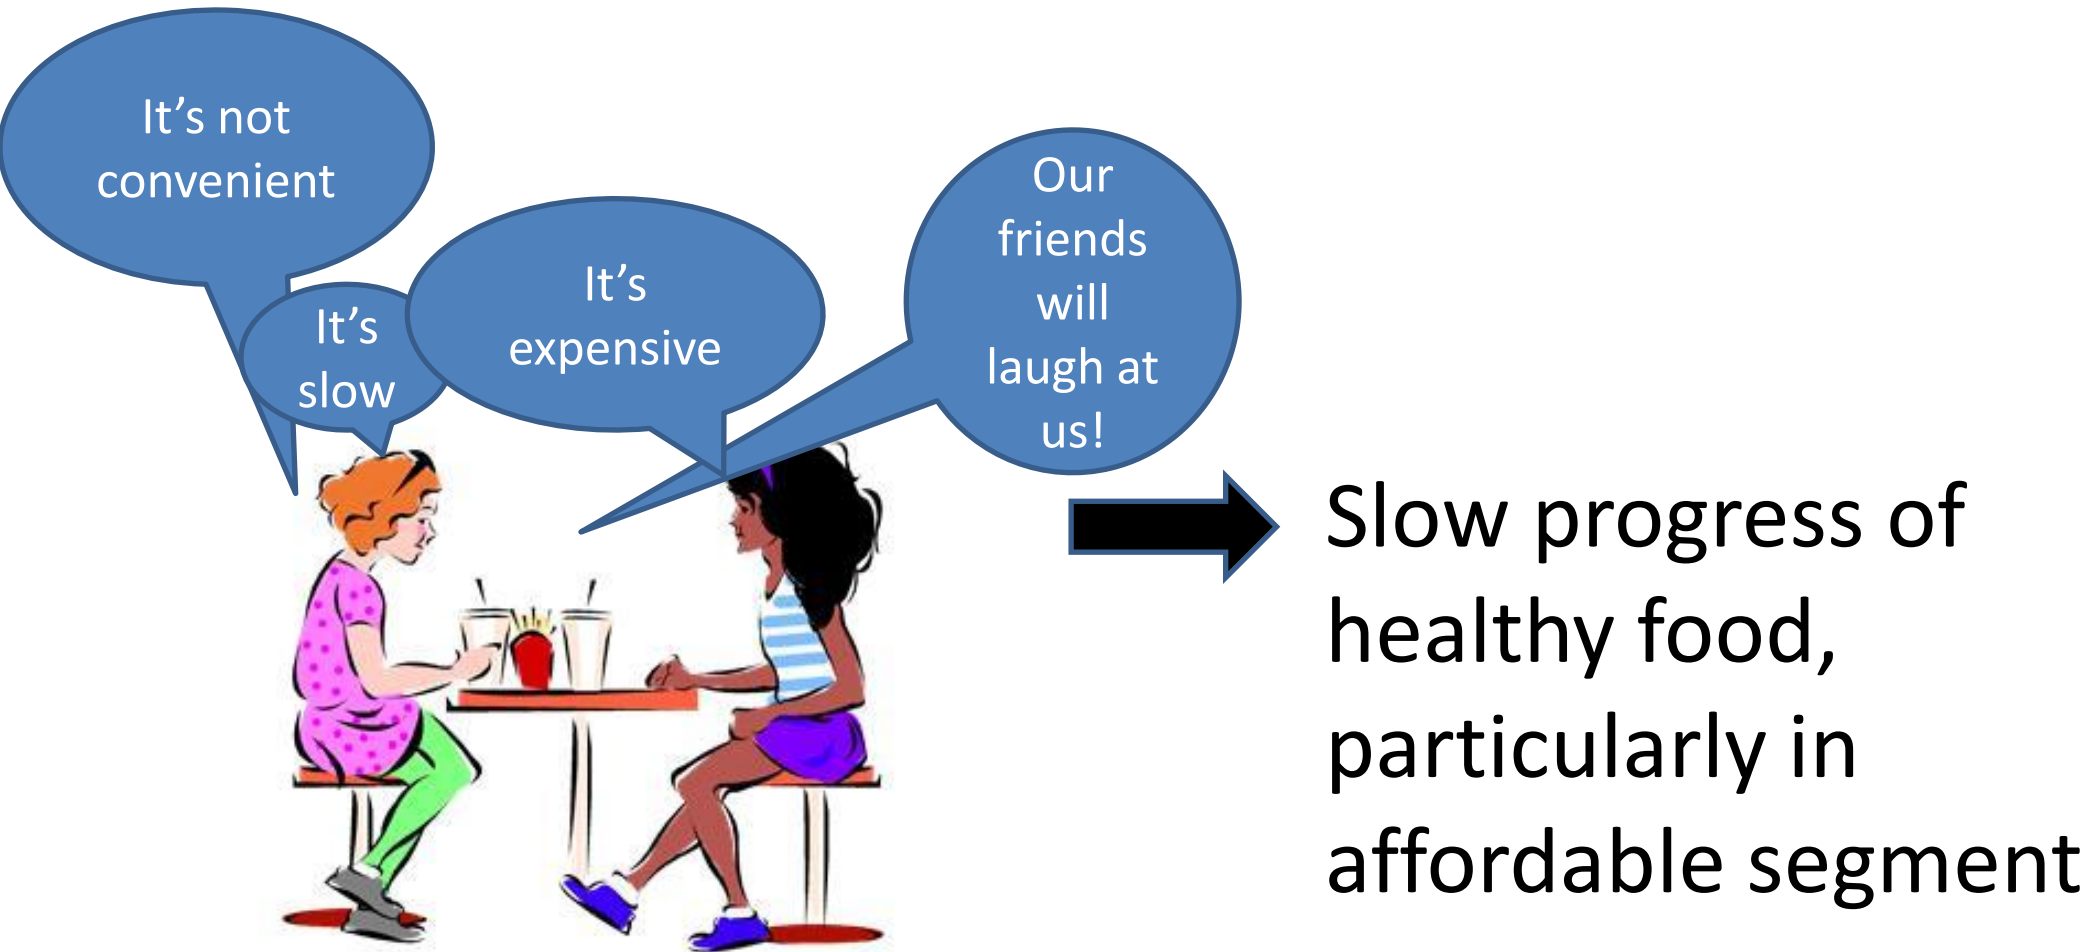 It’s not
convenient
It’s
slow
It’s
expensive
Our
friends
will
laugh at
us!
Slow progress of
healthy food,
particularly in
affordable segment